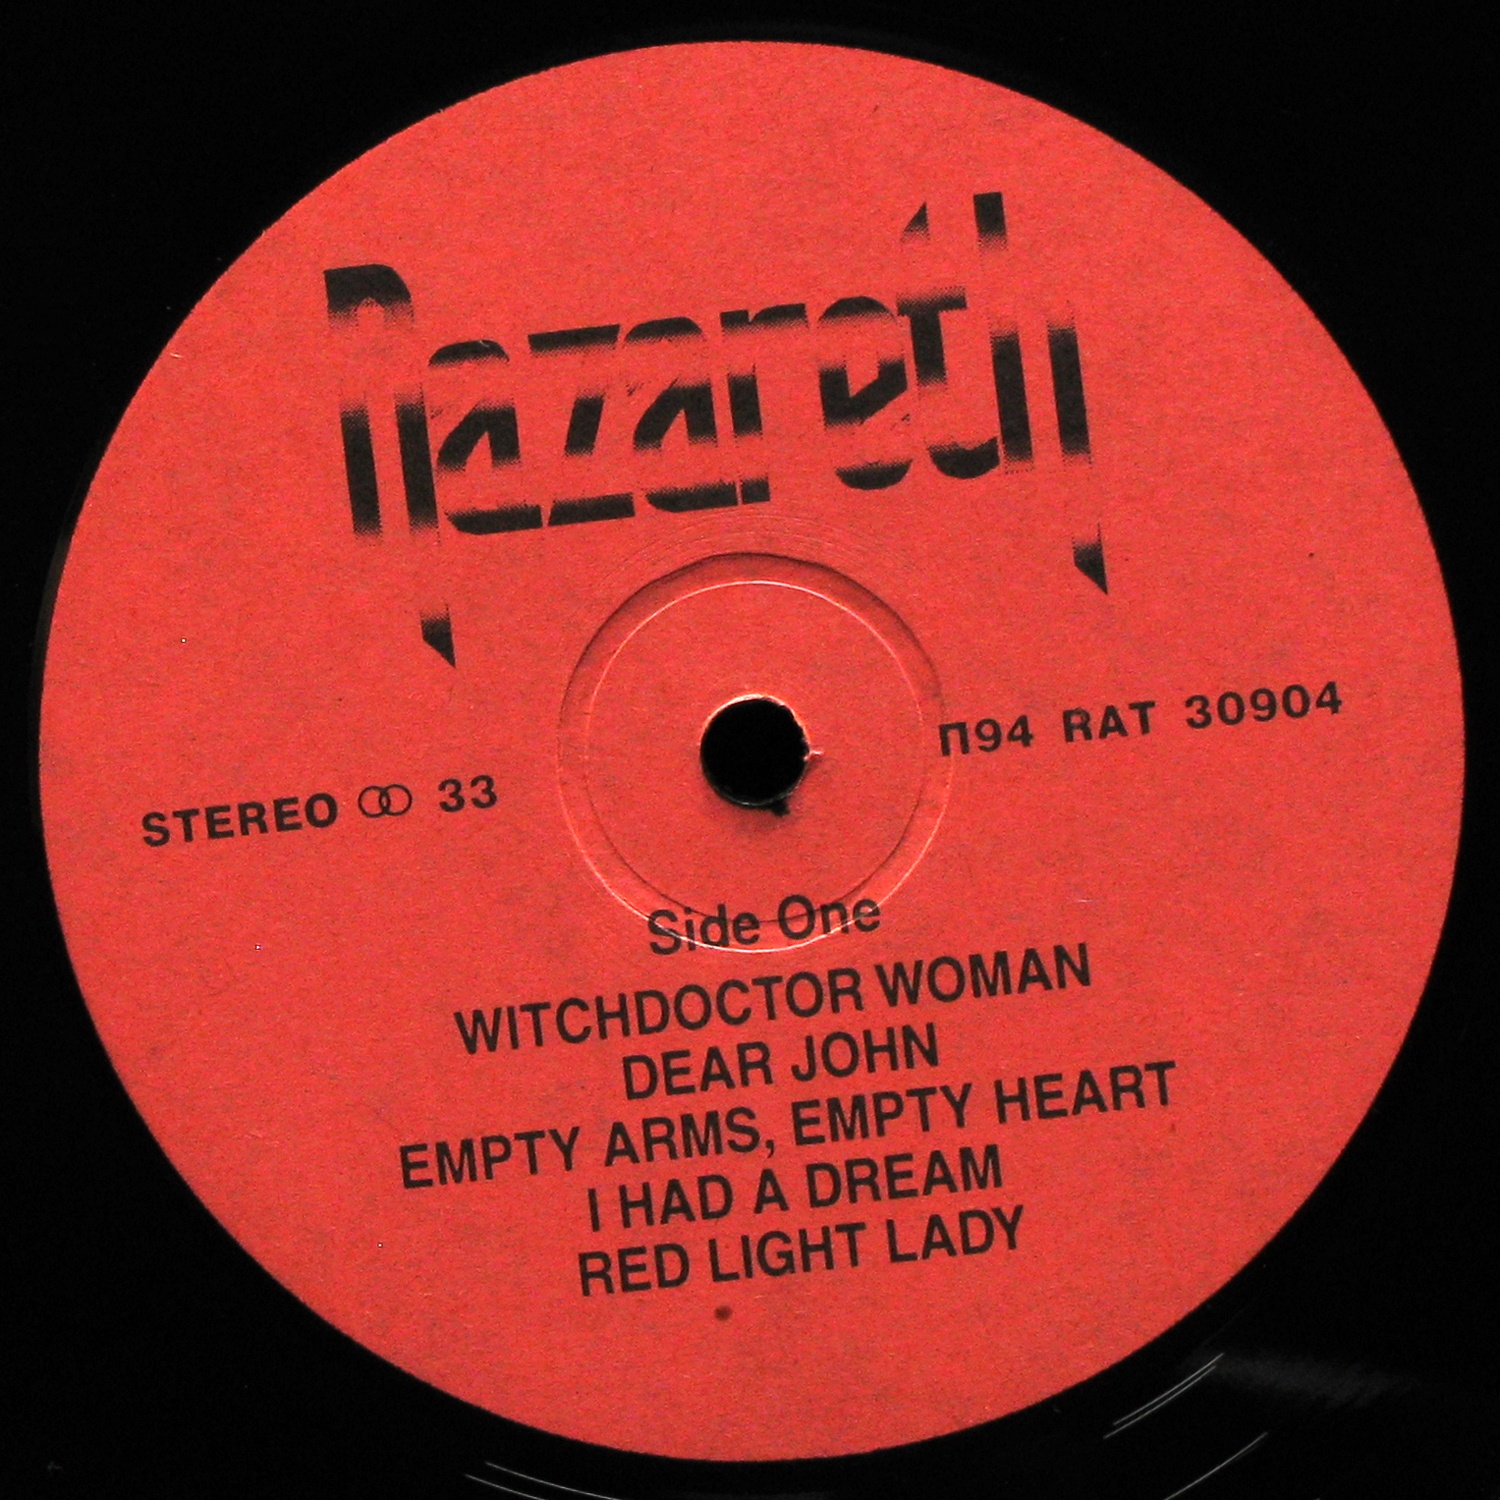 Nazareth
STEREO 33
П94 RAT 30904
Side One
WITCHDOCTOR WOMAN
DEAR JOHN
EMPTY ARMS, EMPTY HEART
I HAD A DREAM
RED LIGHT LADY